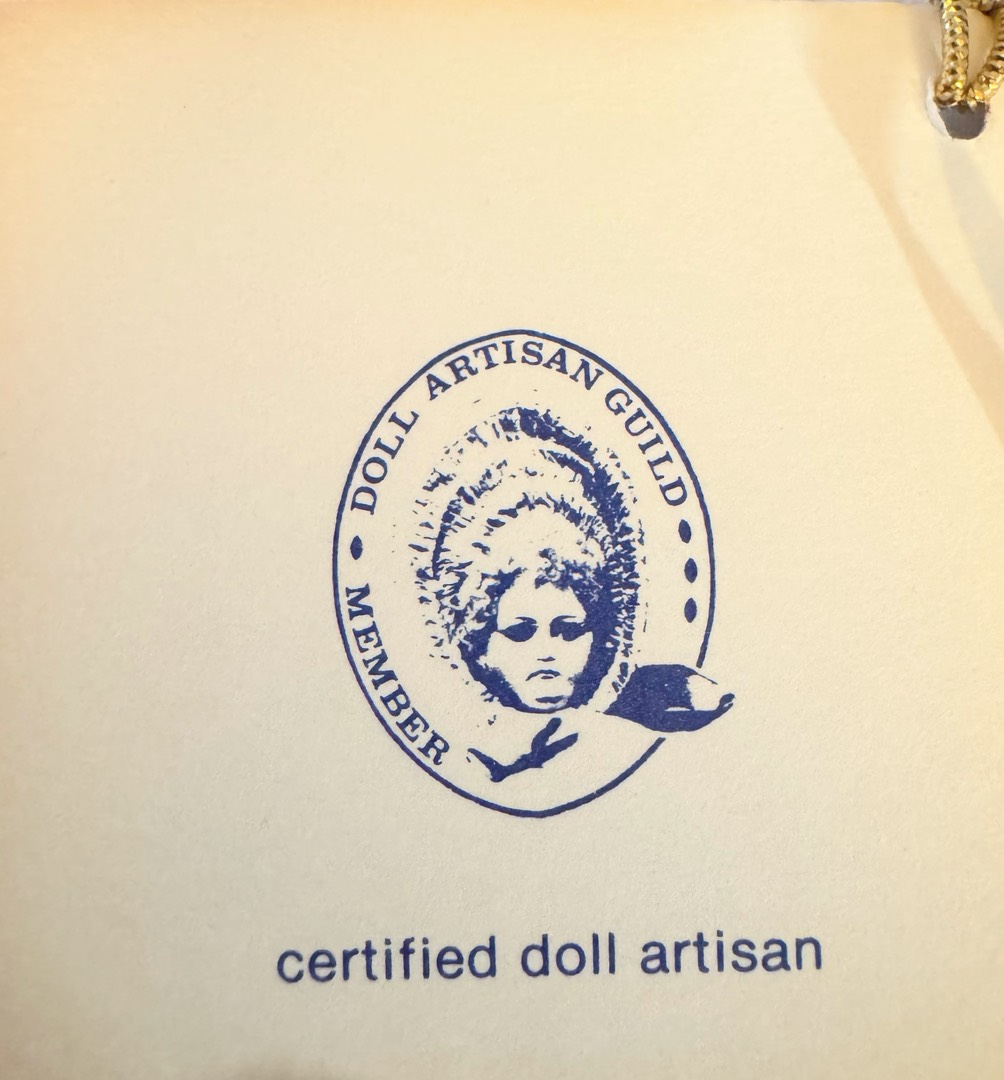 DOLL ARTISAN GUILD
MEMBER
certified doll artisan